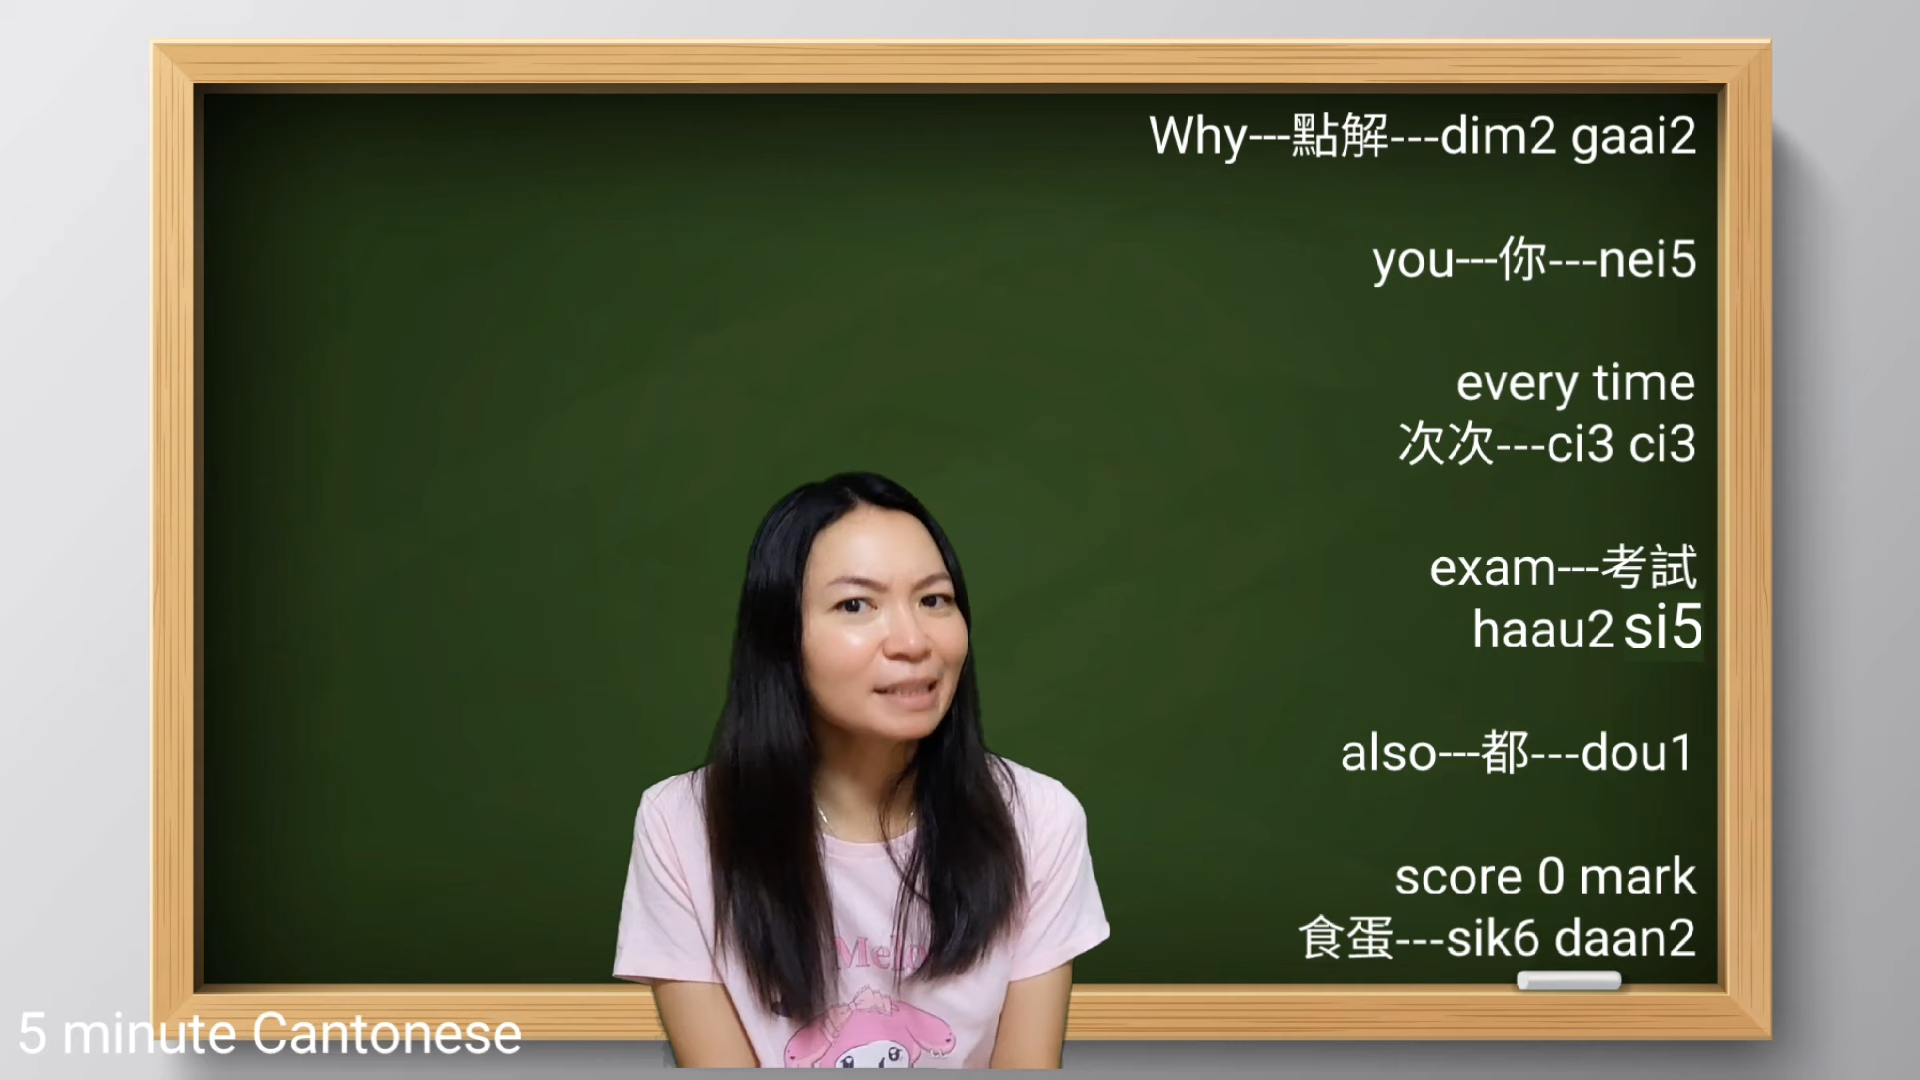 Why---點解---dim2 gaai2
you---你---nei5
every time
次次---ci3 ci3
exam---考試
haau2 si5
also---都---dou1
score 0 mark
食蛋---sik6 daan2
5 minute Cantonese